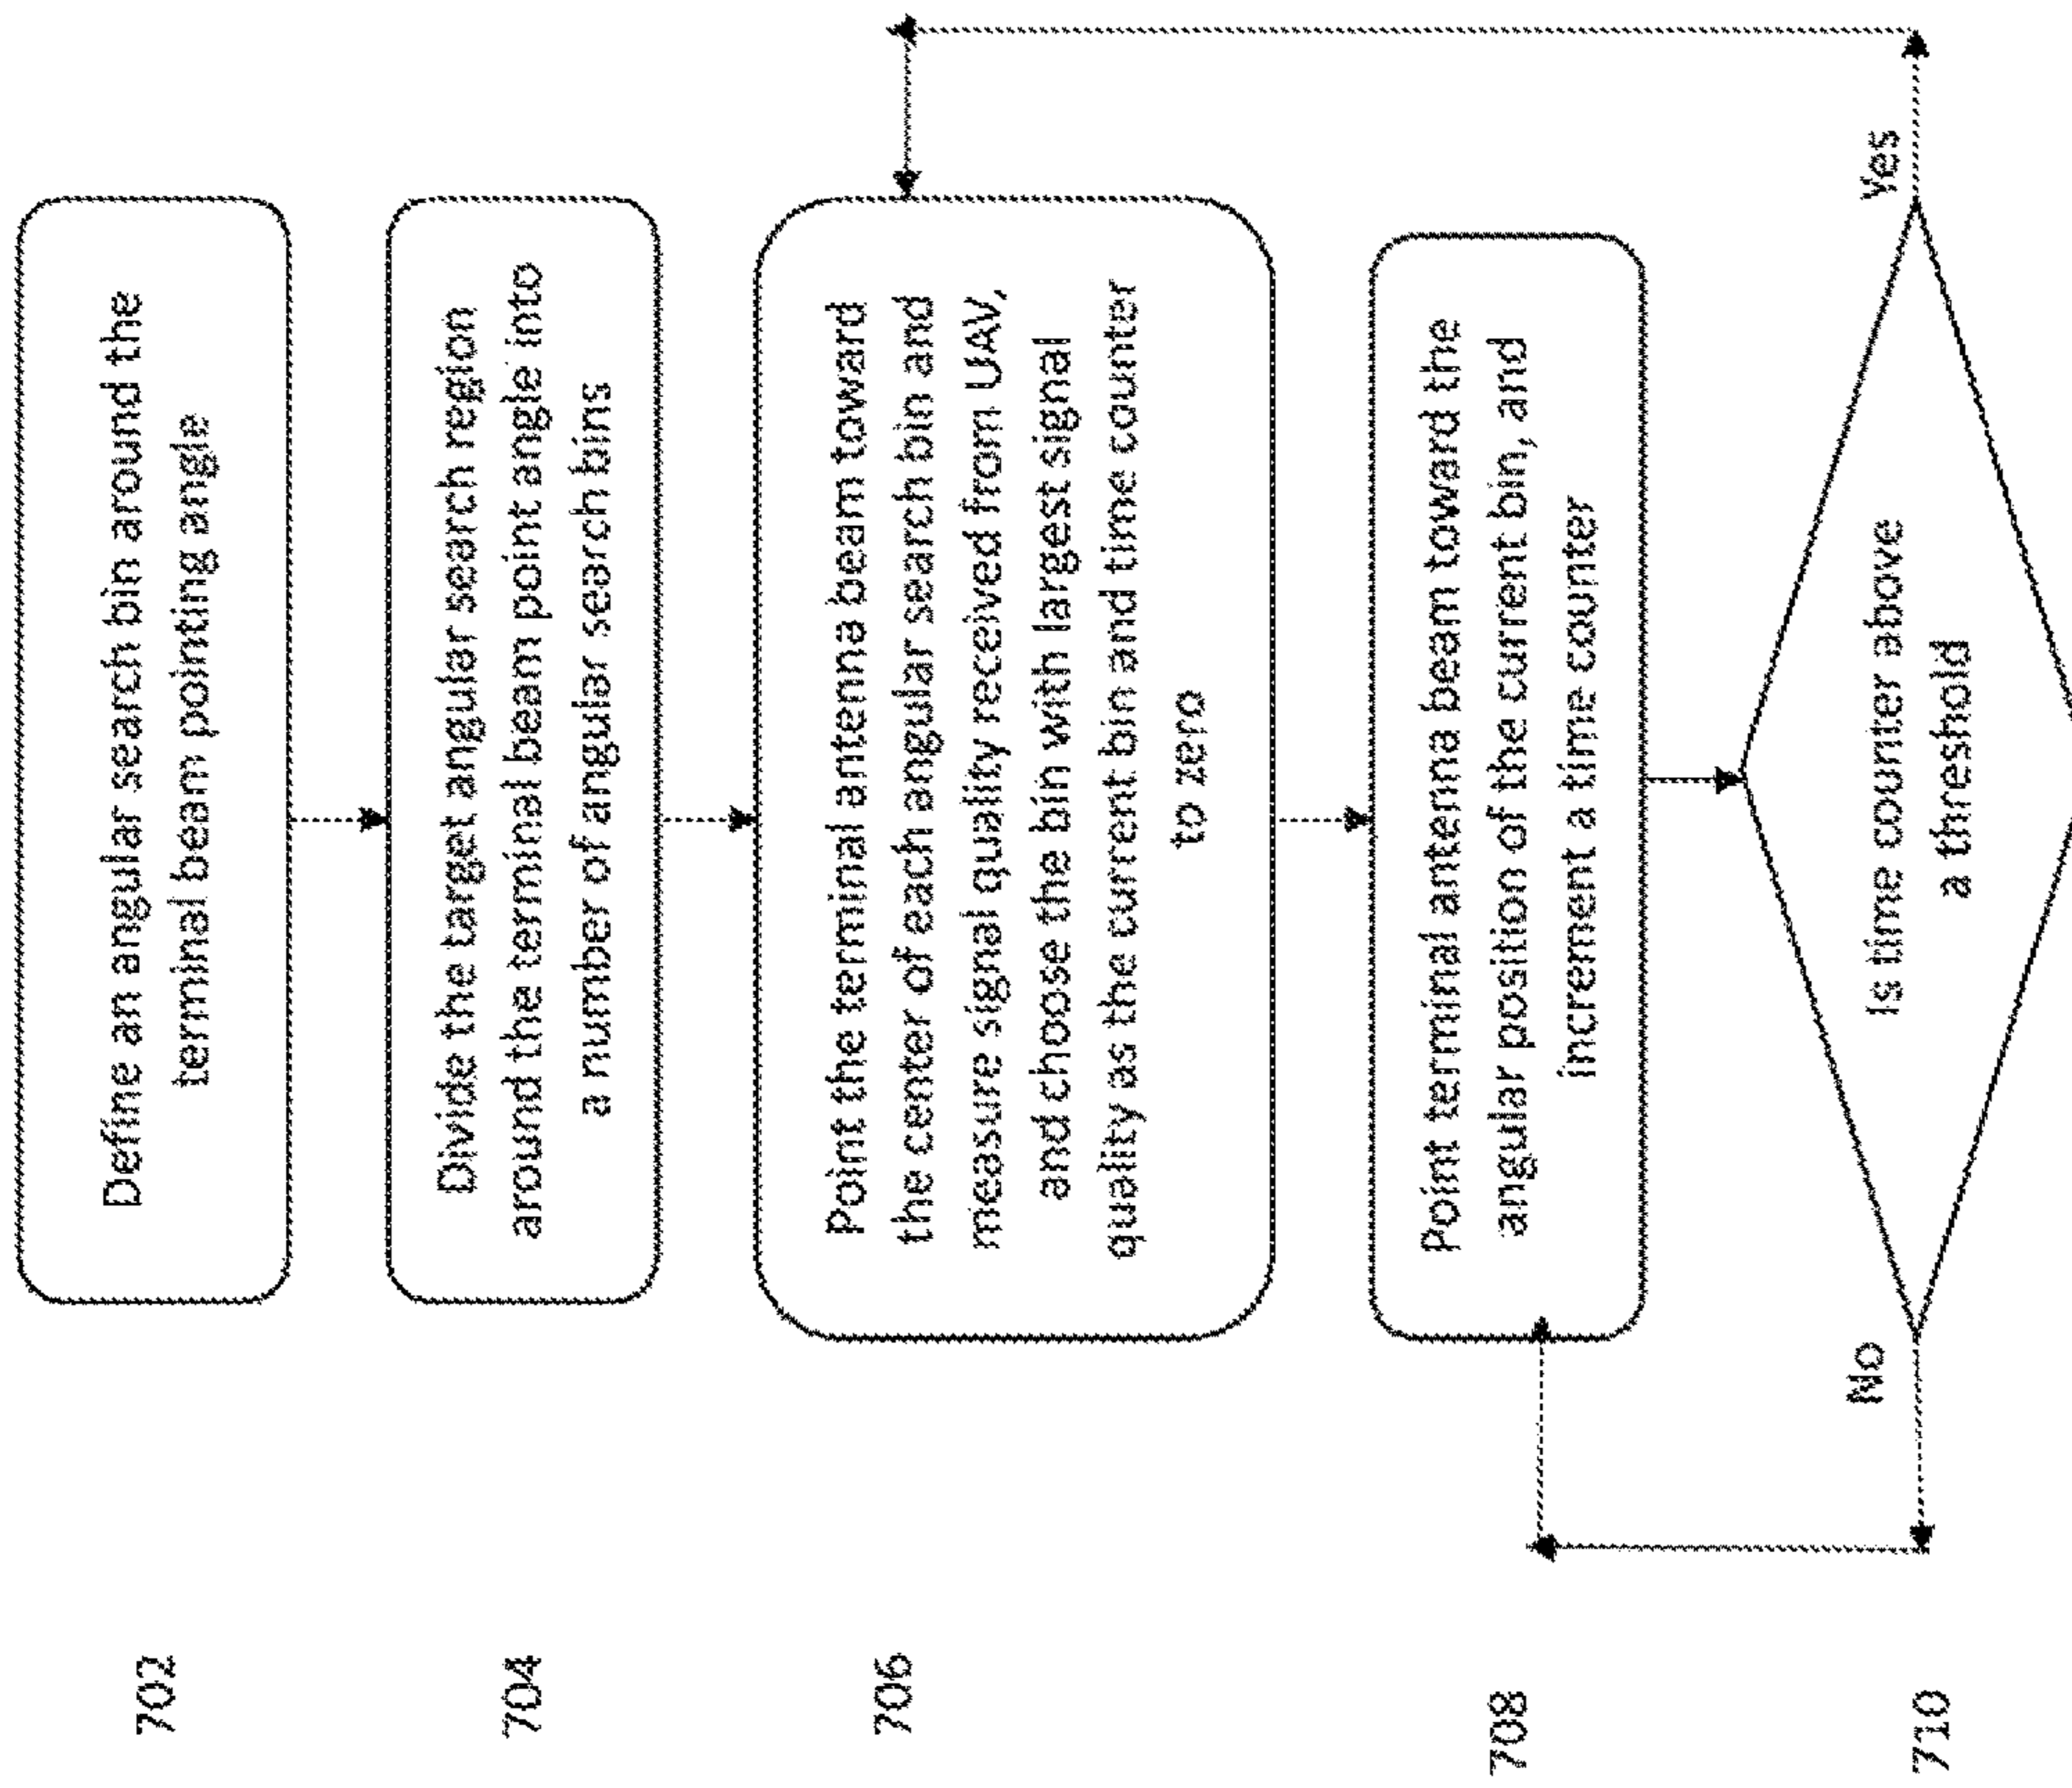 702
Define an angular search bin around the
terminal beam pointing angle
704
Divide the target angular search region
around the terminal beam point angle into
a number of angular search bins
706
Point the terminal antenna beam toward
the center of each angular search bin and
measure signal quality received from UAV,
and choose the bin with largest signal
quality as the current bin and time counter
to zero
708
Point terminal antenna beam toward the
angular position of the current bin, and
increment a time counter
710
No
Is time counter above
a threshold
Yes